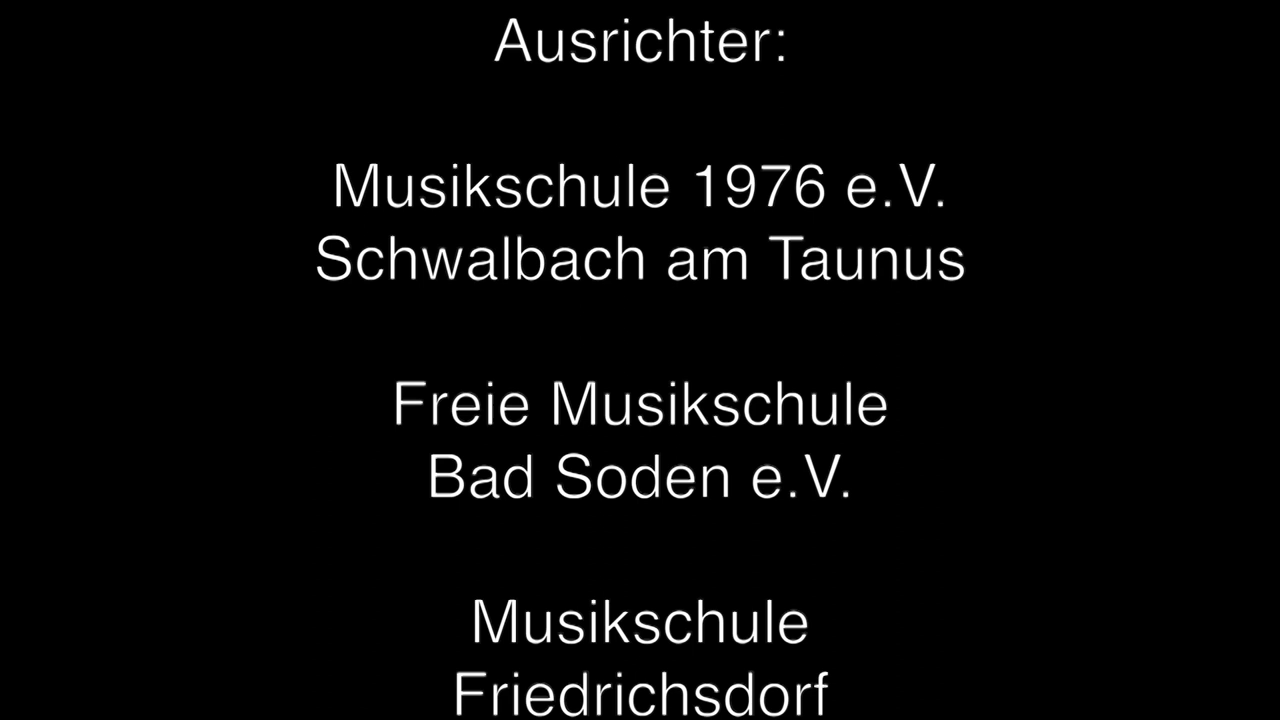 Ausrichter:
Musikschule 1976 e.V.
Schwalbach am Taunus
Freie Musikschule
Bad Soden e.V.
Musikschule
Friedrichsdorf